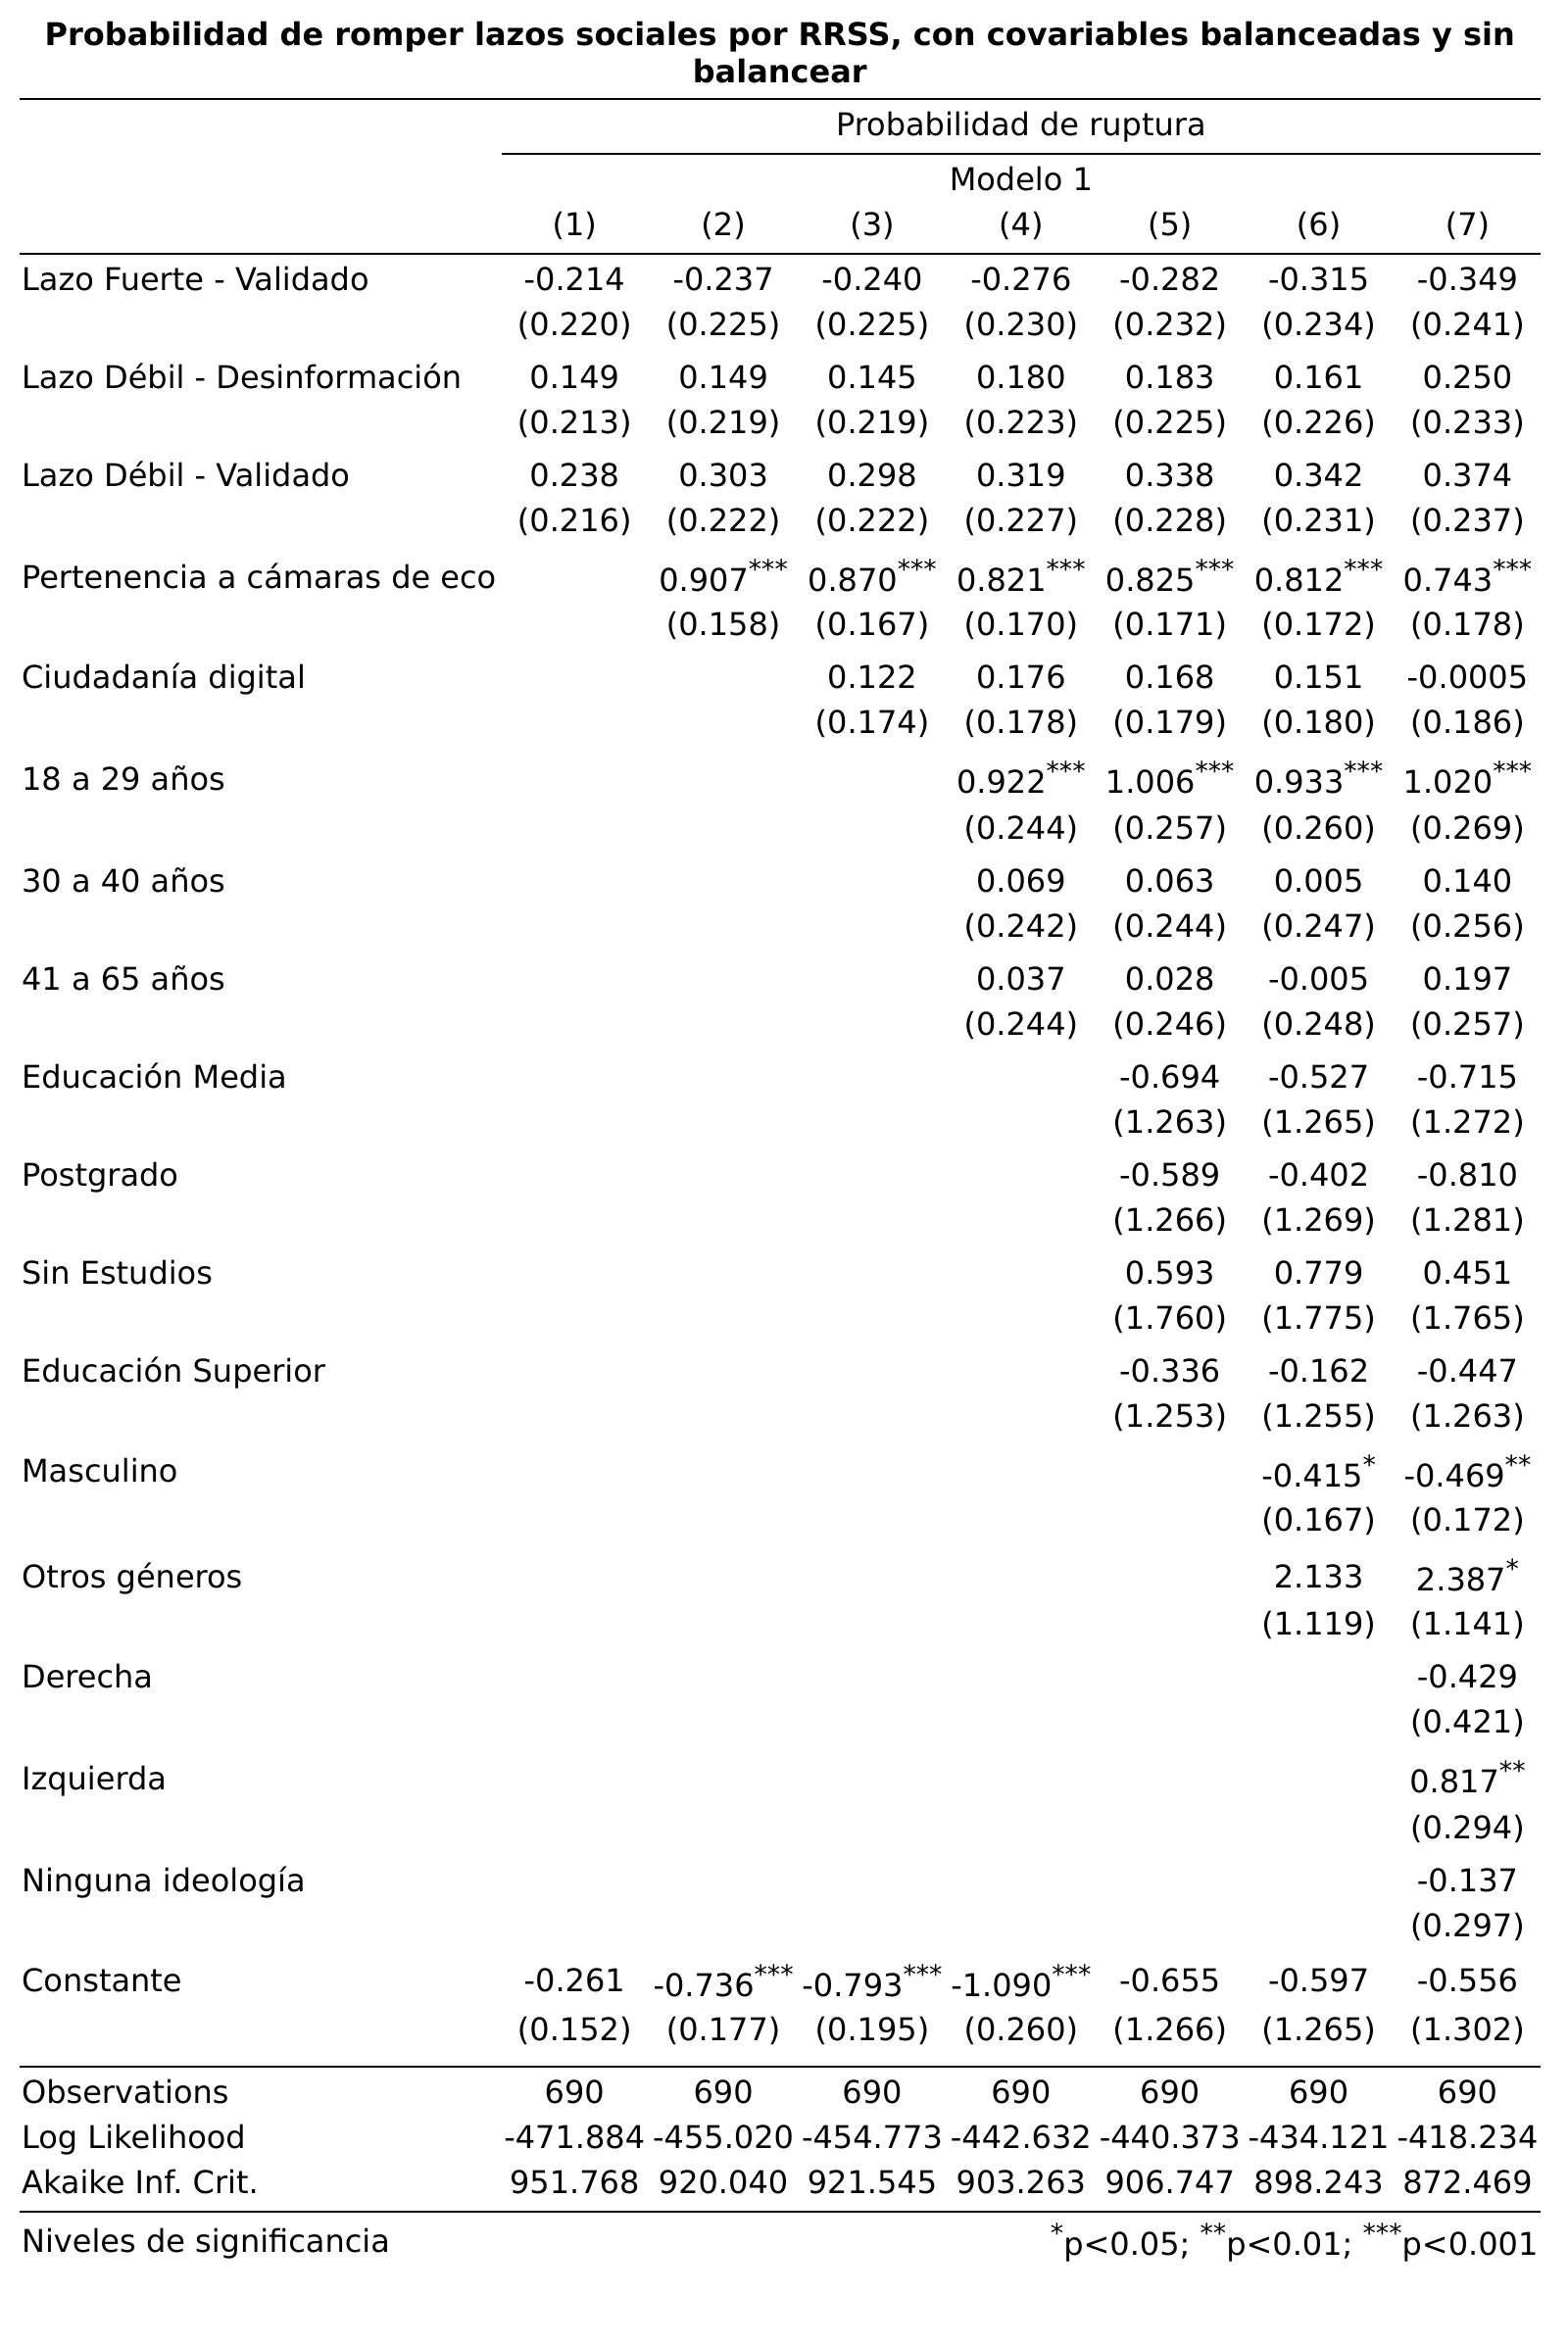 Probabilidad de romper lazos sociales por RRSS, con covariables balanceadas y sin
balancear
Probabilidad de ruptura
Modelo 1
(1) (2) (3) (4) (5) (6) (7)
Lazo Fuerte - Validado -0.214 -0.237 -0.240 -0.276 -0.282 -0.315 -0.349
(0.220) (0.225) (0.225) (0.230) (0.232) (0.234) (0.241)
Lazo Débil - Desinformación 0.149 0.149 0.145 0.180 0.183 0.161 0.250
(0.213) (0.219) (0.219) (0.223) (0.225) (0.226) (0.233)
Lazo Débil - Validado 0.238 0.303 0.298 0.319 0.338 0.342 0.374
(0.216) (0.222) (0.222) (0.227) (0.228) (0.231) (0.237)
Pertenencia a cámaras de eco 0.907*** 0.870*** 0.821*** 0.825*** 0.812*** 0.743***
(0.158) (0.167) (0.170) (0.171) (0.172) (0.178)
Ciudadanía digital 0.122 0.176 0.168 0.151 -0.0005
(0.174) (0.178) (0.179) (0.180) (0.186)
18 a 29 años 0.922*** 1.006*** 0.933*** 1.020***
(0.244) (0.257) (0.260) (0.269)
30 a 40 años 0.069 0.063 0.005 0.140
(0.242) (0.244) (0.247) (0.256)
41 a 65 años 0.037 0.028 -0.005 0.197
(0.244) (0.246) (0.248) (0.257)
Educación Media -0.694 -0.527 -0.715
(1.263) (1.265) (1.272)
Postgrado -0.589 -0.402 -0.810
(1.266) (1.269) (1.281)
Sin Estudios 0.593 0.779 0.451
(1.760) (1.775) (1.765)
Educación Superior -0.336 -0.162 -0.447
(1.253) (1.255) (1.263)
Masculino -0.415* -0.469**
(0.167) (0.172)
Otros géneros 2.133 2.387*
(1.119) (1.141)
Derecha -0.429
(0.421)
Izquierda 0.817**
(0.294)
Ninguna ideología -0.137
(0.297)
Constante -0.261 -0.736*** -0.793*** -1.090*** -0.655 -0.597 -0.556
(0.152) (0.177) (0.195) (0.260) (1.266) (1.265) (1.302)
Observations 690 690 690 690 690 690 690
Log Likelihood -471.884 -455.020 -454.773 -442.632 -440.373 -434.121 -418.234
Akaike Inf. Crit. 951.768 920.040 921.545 903.263 906.747 898.243 872.469
Niveles de significancia *p<0.05; **p<0.01; ***p<0.001